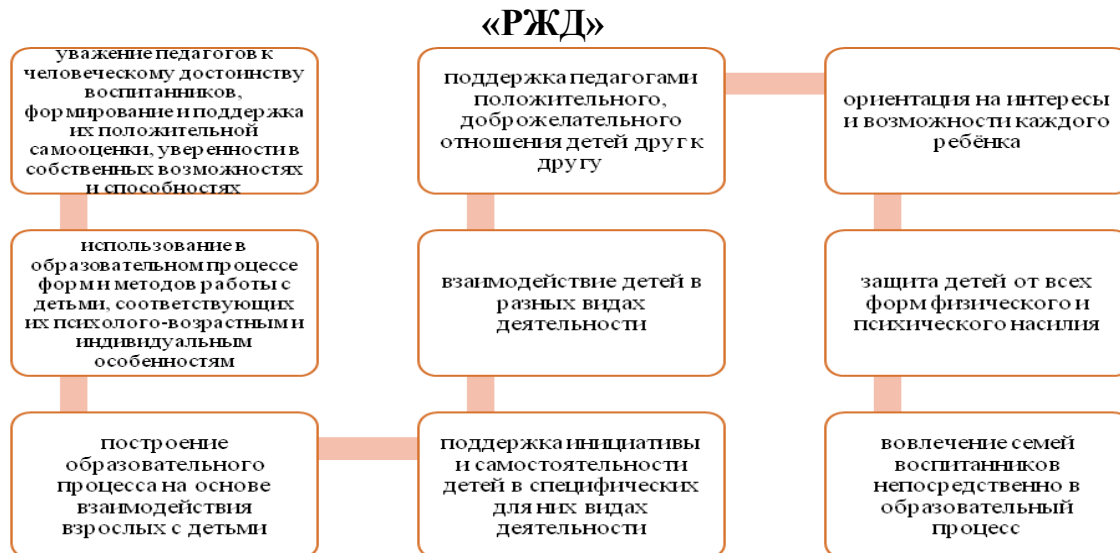 «РЖД»
уважение педагогов к
человеческому достоинству
воспитанников,
формирование и поддержка
их положительной
самооценки, уверенности в
собственных возможностях
и способностях
использование в
образовательном процессе
форм и методов работы с
детьми, соответствующих
их психолого-возрастным и
индивидуальным
особенностям
построение
образовательного
процесса на основе
взаимодействия
взрослых с детьми
поддержка инициативы
и самостоятельности
детей в специфических
для них видах
деятельности
взаимодействие детей в
разных видах
деятельности
поддержка педагогами
положительного,
доброжелательного
отношения детей друг к
другу
ориентация на интересы
и возможности каждого
ребёнка
защита детей от всех
форм физического и
психического насилия
вовлечение семей
воспитанников
непосредственно в
образовательный
процесс